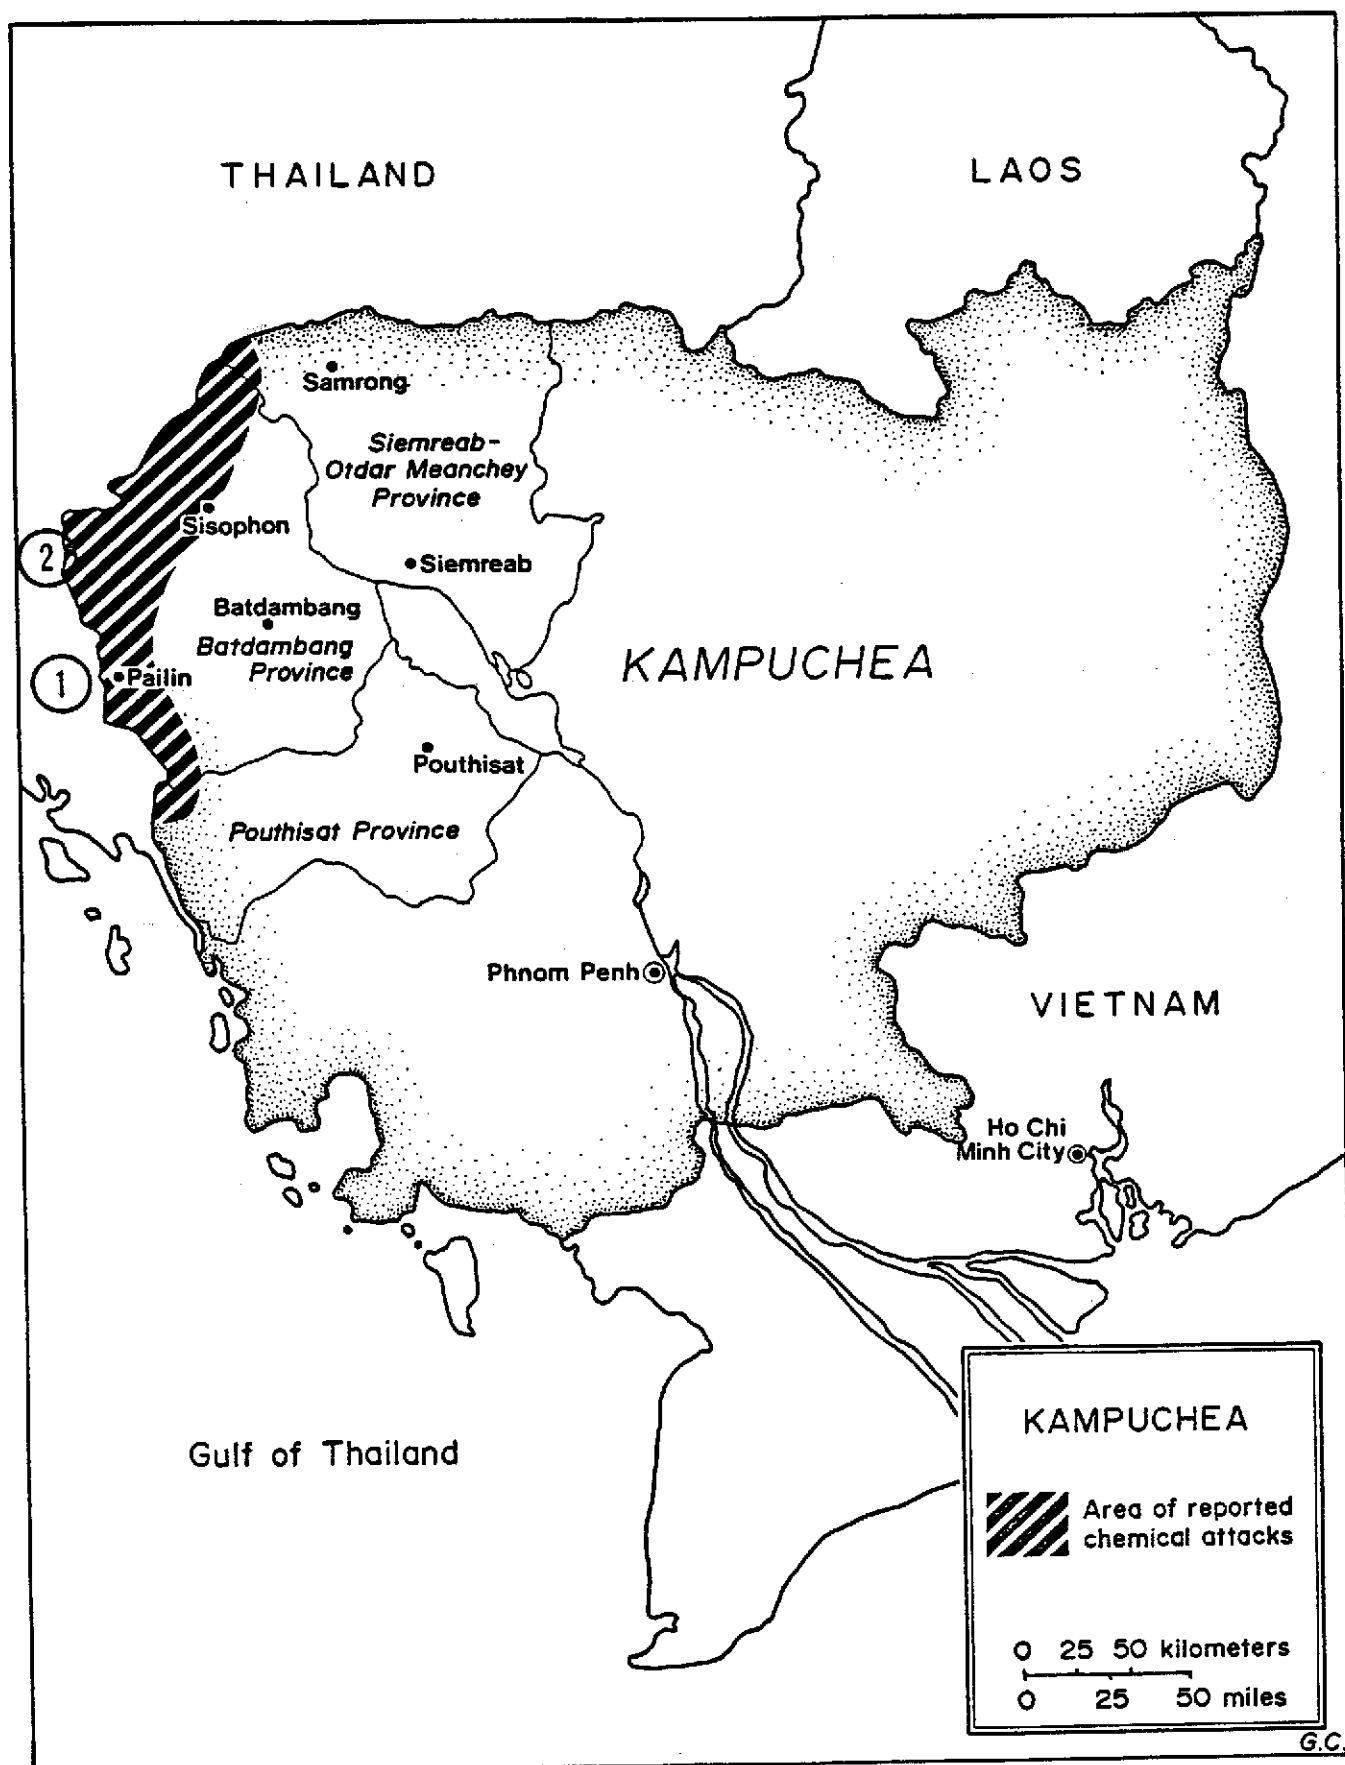 THAILAND
LAOS
Samrong
Siemreab-
Otdar Meanchey
Province
Sisophon
2
Siemreab
Batdambang
Batdambang
Province
KAMPUCHEA
1
Pailin
Pouthisat
Pouthisat Province
Phnom Penh
VIETNAM
Ho Chi
Minh City
Gulf of Thailand
KAMPUCHEA
Area of reported
chemical attacks
0 25 50 kilometers
0 25 50 miles
G.C.